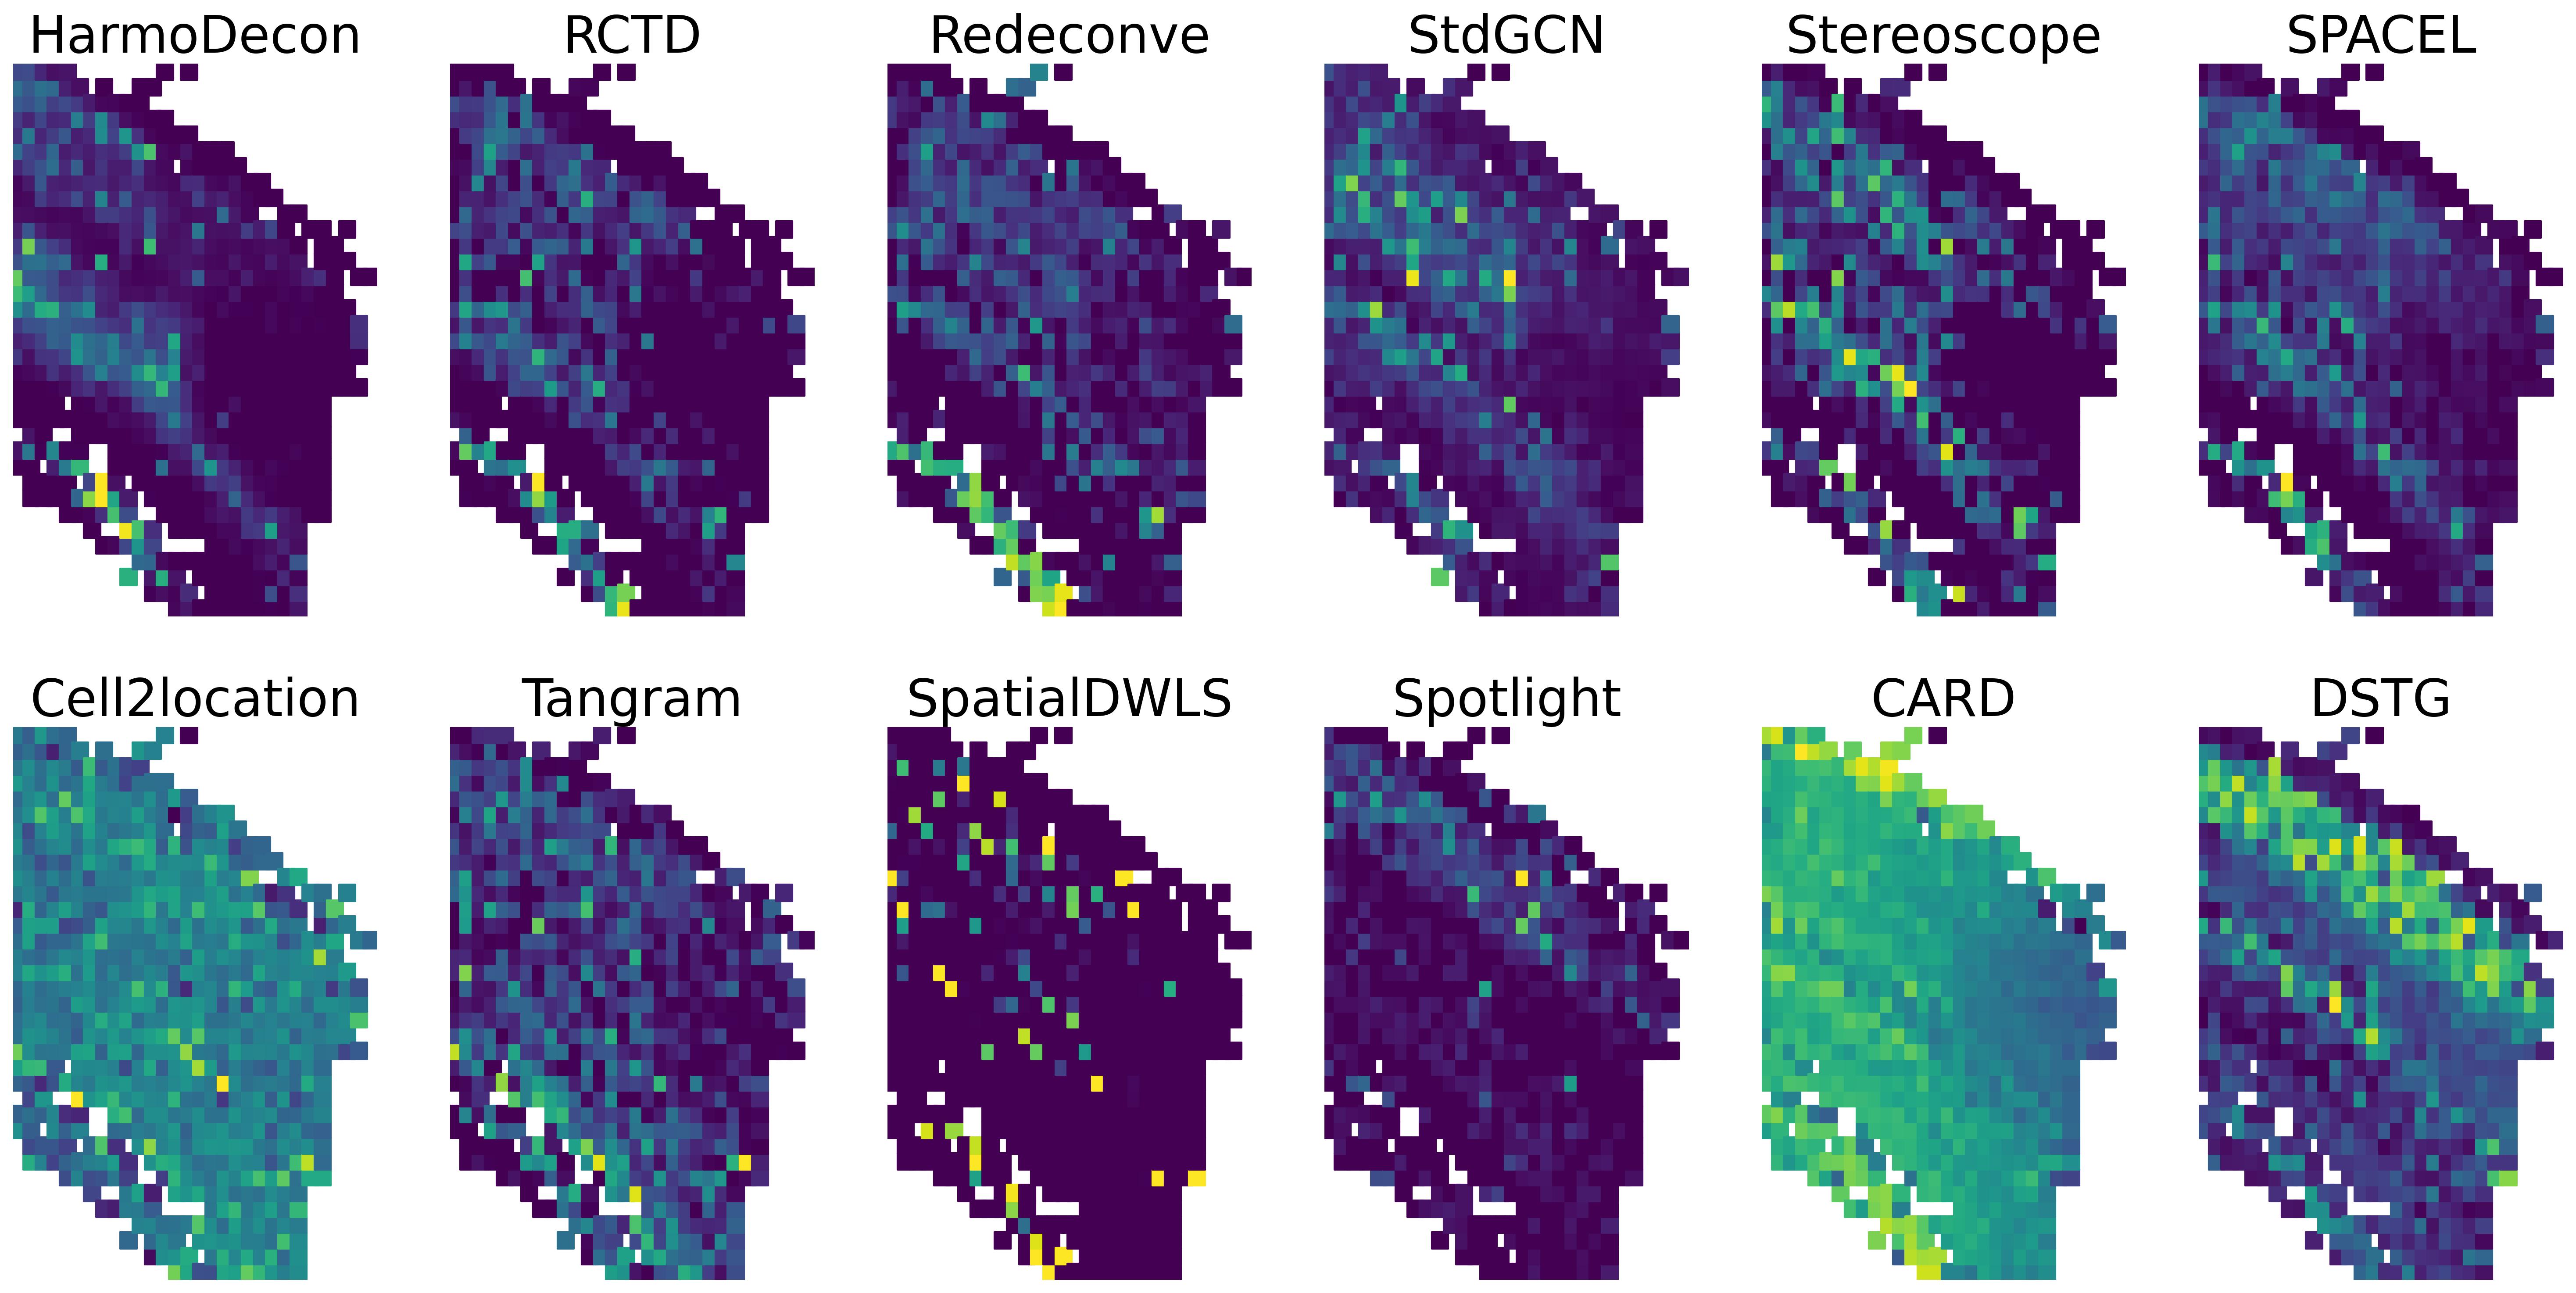 HarmoDecon RCTD Redeconve StdGCN Stereoscope SPACEL
Cell2location Tangram SpatialDWLS Spotlight CARD DSTG